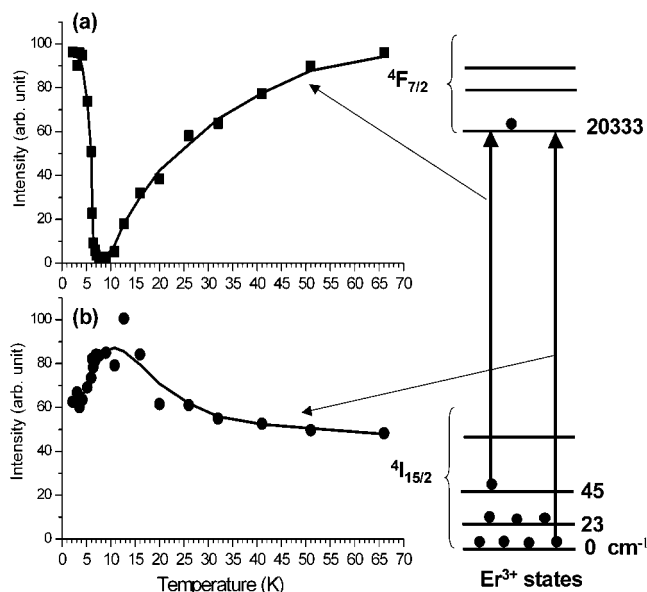 (a)
100
80
60
40
20
0
Intensity (arb. unit)
0 5 10 15 20 25 30 35 40 45 50 55 60 65 70
(b)
100
80
60
40
20
0
Intensity (arb. unit)
0 5 10 15 20 25 30 35 40 45 50 55 60 65 70
Temperature (K)
⁴F₇/₂
20333
⁴I₁₅/₂
45
23
0 cm⁻¹
Er³⁺ states